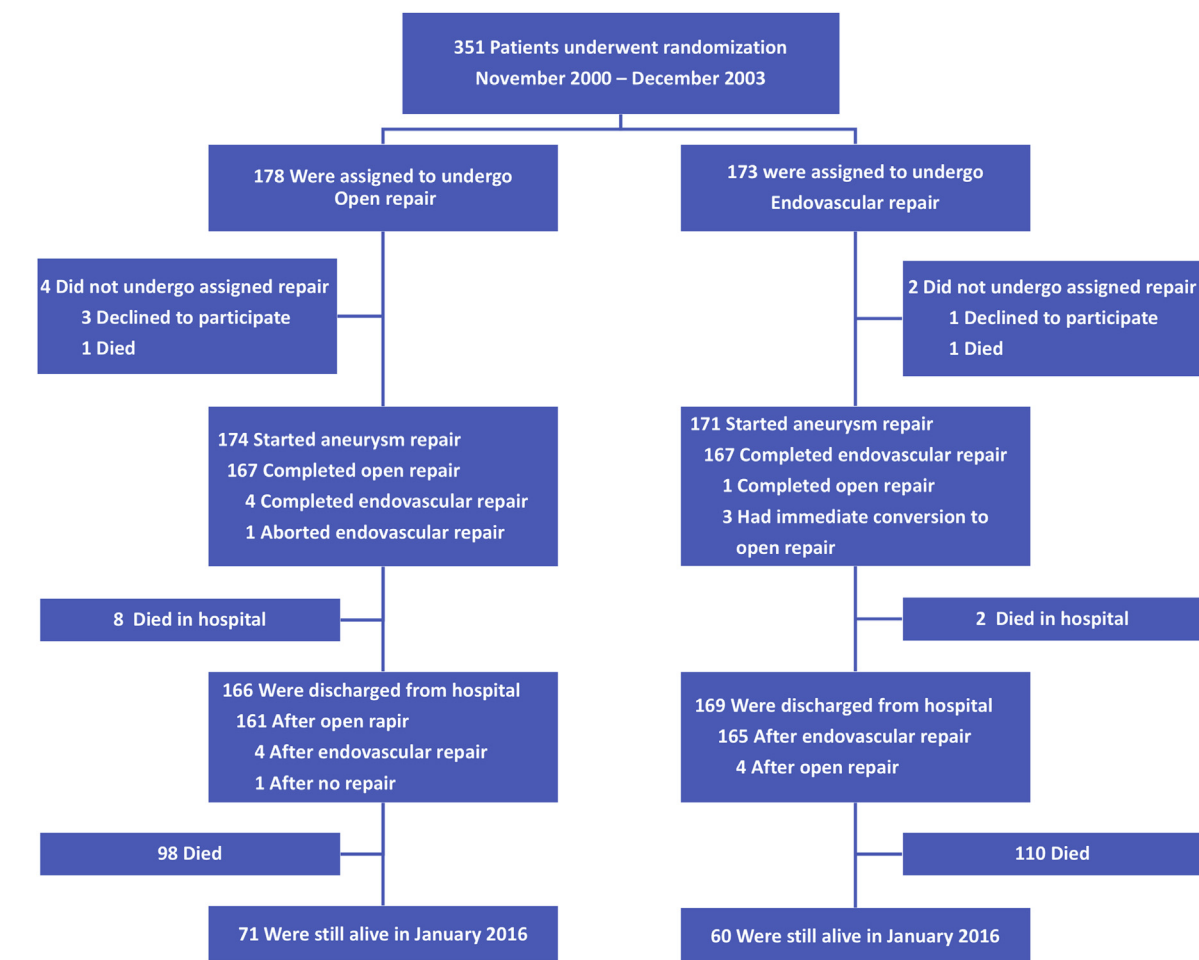 351 Patients underwent randomization
November 2000 – December 2003
178 Were assigned to undergo
Open repair
173 were assigned to undergo
Endovascular repair
4 Did not undergo assigned repair
3 Declined to participate
1 Died
2 Did not undergo assigned repair
1 Declined to participate
1 Died
174 Started aneurysm repair
167 Completed open repair
4 Completed endovascular repair
1 Aborted endovascular repair
171 Started aneurysm repair
167 Completed endovascular repair
1 Completed open repair
3 Had immediate conversion to
open repair
8 Died in hospital
2 Died in hospital
166 Were discharged from hospital
161 After open rapir
4 After endovascular repair
1 After no repair
169 Were discharged from hospital
165 After endovascular repair
4 After open repair
98 Died
110 Died
71 Were still alive in January 2016
60 Were still alive in January 2016